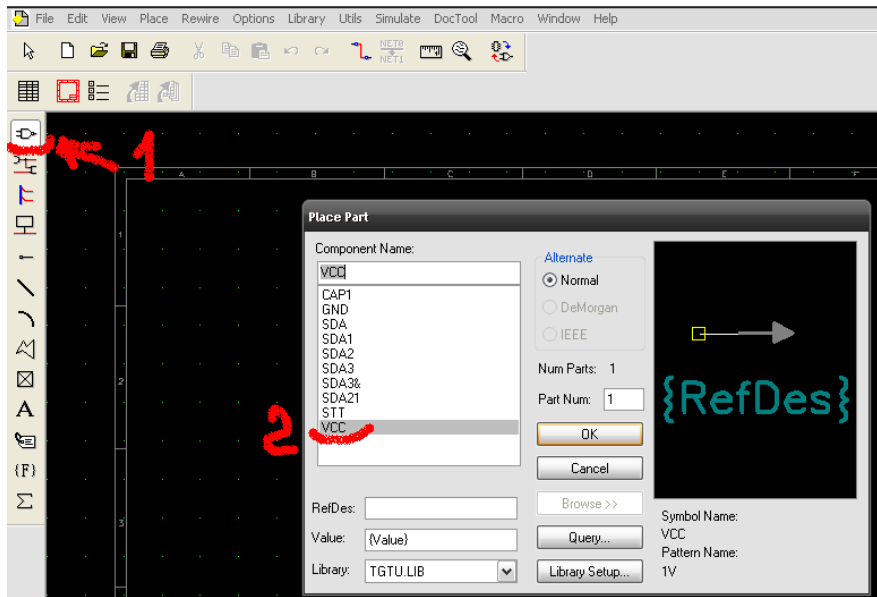 File Edit View Place Rewire Options Library Utils Simulate DocTool Macro Window Help
NET0
NET1
1
A B C D E F
1
2
3
Place Part
Component Name:
VCC
CAP1
GND
SDA
SDA1
SDA2
SDA3
SDA3&
SDA21
STT
VCC
2
Alternate
Normal
DeMorgan
IEEE
Num Parts: 1
Part Num: 1
OK
Cancel
Browse >>
Query...
Library Setup...
RefDes:
Value: {Value}
Library: TGTU.LIB
{RefDes}
Symbol Name:
VCC
Pattern Name:
1V
A
{F}
Σ